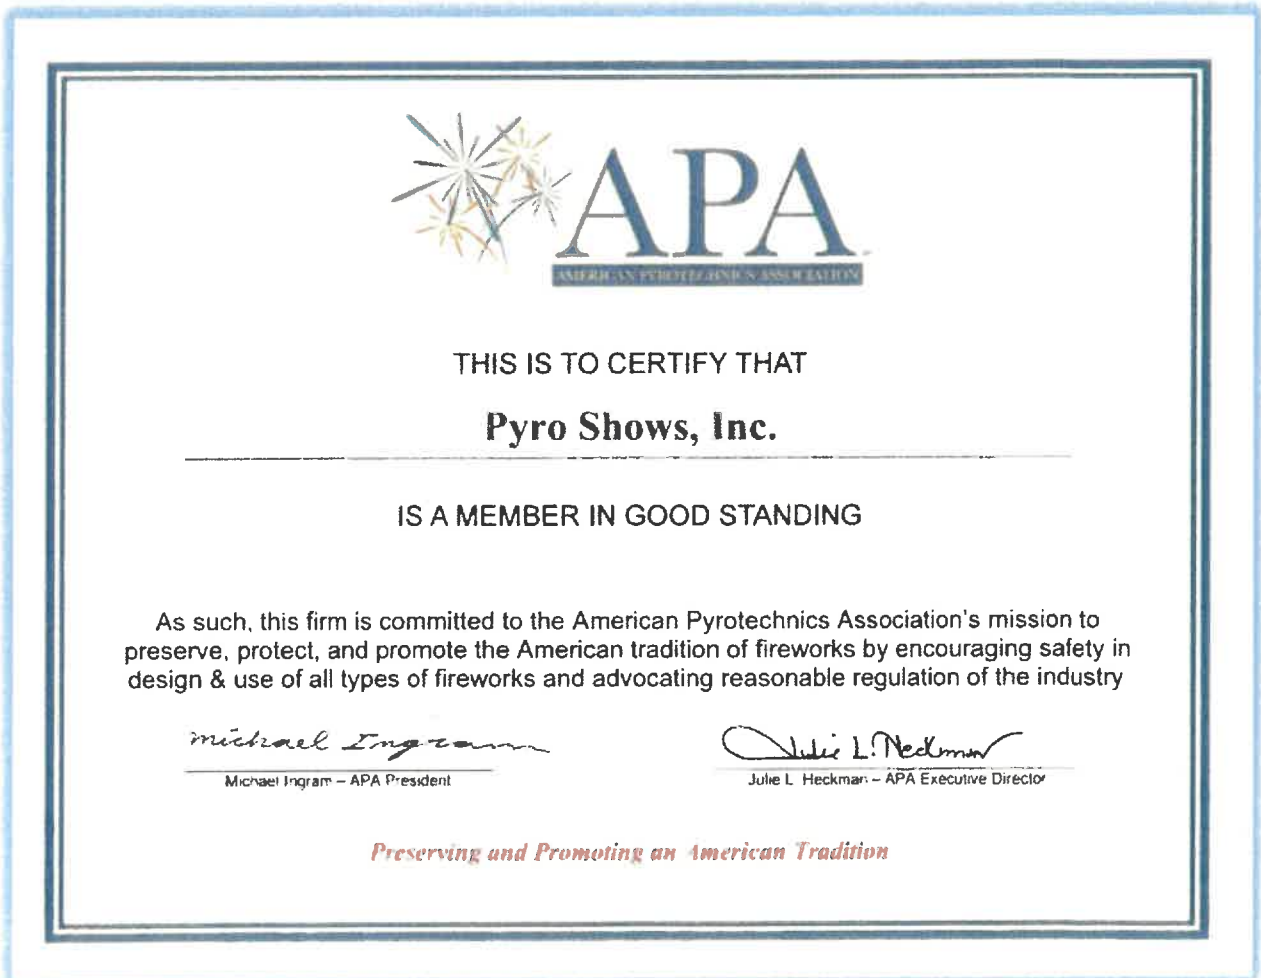 APA
AMERICAN PYROTECHNICS ASSOCIATION
THIS IS TO CERTIFY THAT
Pyro Shows, Inc.
IS A MEMBER IN GOOD STANDING
As such, this firm is committed to the American Pyrotechnics Association's mission to
preserve, protect, and promote the American tradition of fireworks by encouraging safety in
design & use of all types of fireworks and advocating reasonable regulation of the industry
Michael Ingram
Julie L. Heckman
Michael Ingram – APA President
Julie L Heckman – APA Executive Director
Preserving and Promoting an American Tradition